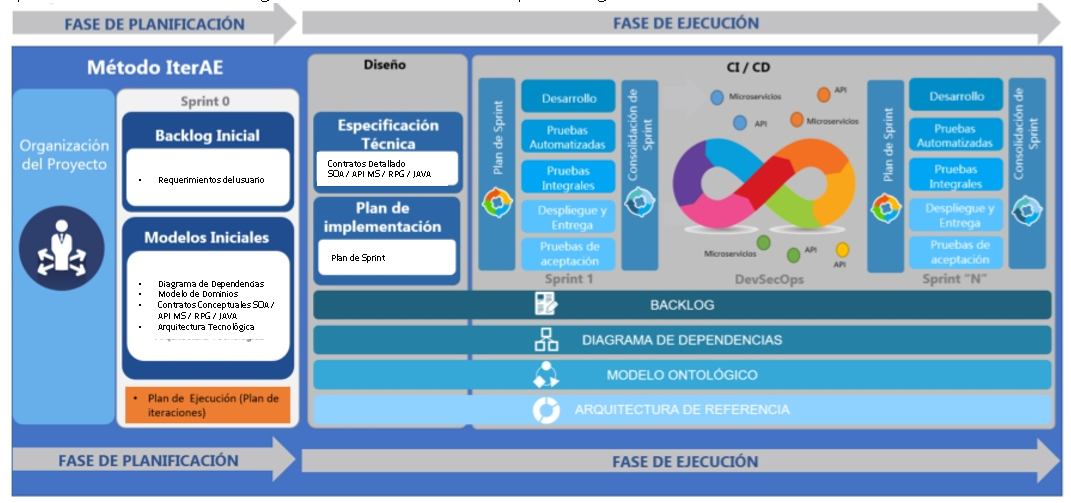 FASE DE PLANIFICACIÓN
FASE DE EJECUCIÓN
Método IterAE
Organización
del Proyecto
Sprint 0
Backlog Inicial
• Requerimientos del usuario
Modelos Iniciales
• Diagrama de Dependencias
• Modelo de Dominios
• Contratos Conceptuales SOA /
API MS / RPG / JAVA
• Arquitectura Tecnológica
• Plan de Ejecución (Plan de
iteraciones)
Diseño
Especificación
Técnica
Contratos Detallado
SOA / API MS / RPG / JAVA
Plan de
implementación
Plan de Sprint
CI / CD
Plan de Sprint
Desarrollo
Pruebas
Automatizadas
Pruebas
Integrales
Despliegue y
Entrega
Pruebas de
aceptación
Consolidación de
Sprint
Sprint 1
Microservicios
API
API
Microservicios
Microservicios
API
API
DevSecOps
Plan de Sprint
Desarrollo
Pruebas
Automatizadas
Pruebas
Integrales
Despliegue y
Entrega
Pruebas de
aceptación
Consolidación de
Sprint
Sprint "N"
BACKLOG
DIAGRAMA DE DEPENDENCIAS
MODELO ONTOLÓGICO
ARQUITECTURA DE REFERENCIA
FASE DE PLANIFICACIÓN
FASE DE EJECUCIÓN